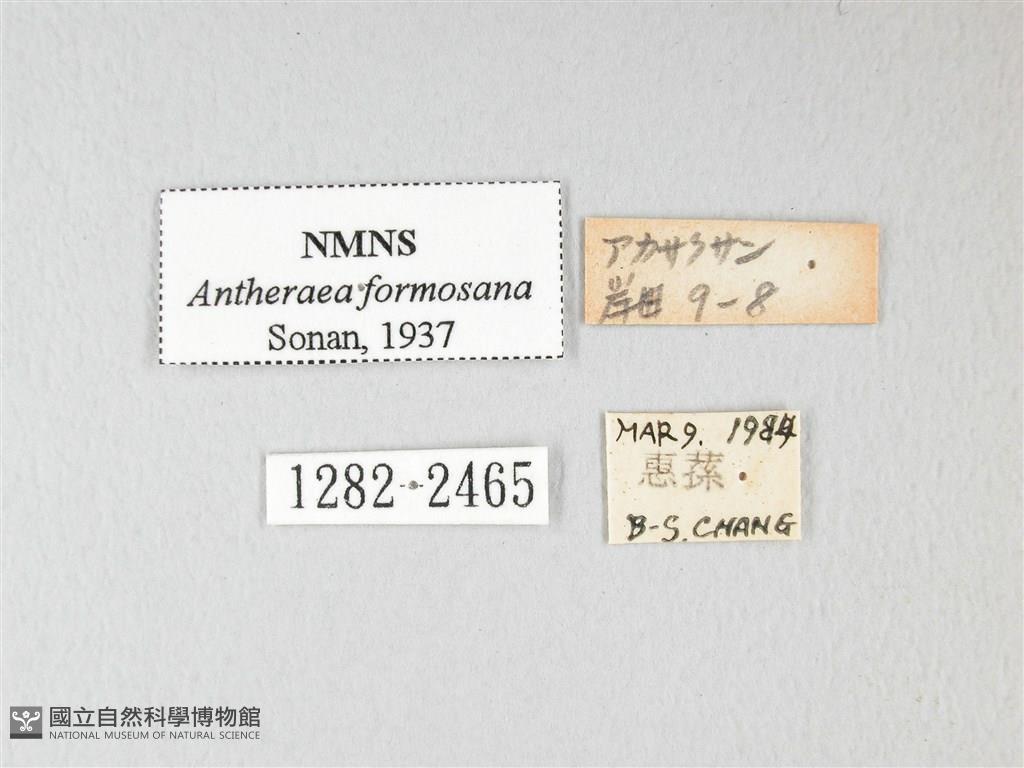 NMNS
Antheraea formosana
Sonan, 1937
アカサクサン
岸田 9-8
1282-2465
MAR 9. 1984
惠蓀
B-S. CHANG
國立自然科學博物館
NATIONAL MUSEUM OF NATURAL SCIENCE